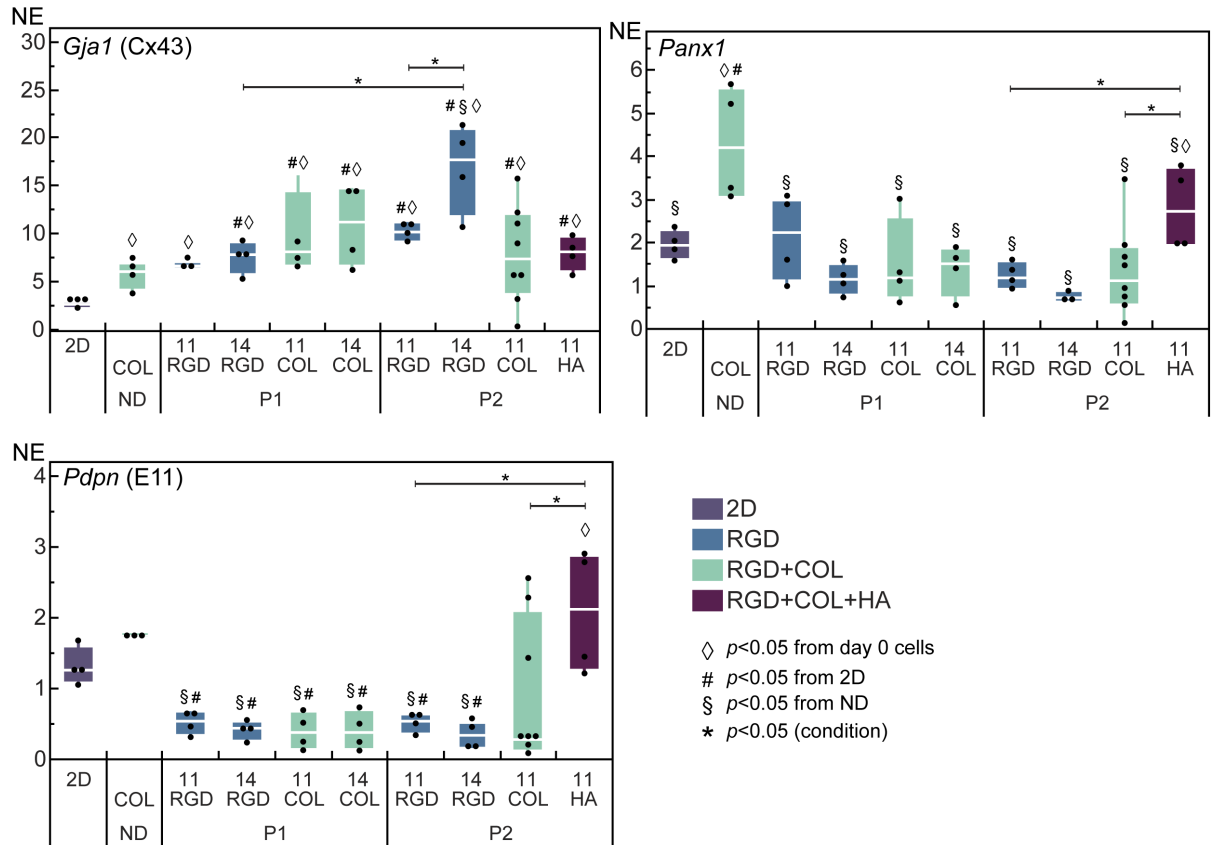 NE
Gja1 (Cx43)
30
25
20
15
10
5
0
*
*
◊
◊
#◊
#◊
#◊
#◊
# § ◊
#◊
#◊
2D
COL
11 RGD
14 RGD
11 COL
14 COL
11 RGD
14 RGD
11 COL
11 HA
ND
P1
P2
NE
Panx1
6
5
4
3
2
1
0
*
*
§
◊ #
§
§
§
§
§
§
§
§ ◊
2D
COL
11 RGD
14 RGD
11 COL
14 COL
11 RGD
14 RGD
11 COL
11 HA
ND
P1
P2
NE
Pdpn (E11)
4
3
2
1
0
*
*
§ #
§ #
§ #
§ #
§ #
§ #
◊
2D
COL
11 RGD
14 RGD
11 COL
14 COL
11 RGD
14 RGD
11 COL
11 HA
ND
P1
P2
2D
RGD
RGD+COL
RGD+COL+HA
◊ p<0.05 from day 0 cells
# p<0.05 from 2D
§ p<0.05 from ND
* p<0.05 (condition)